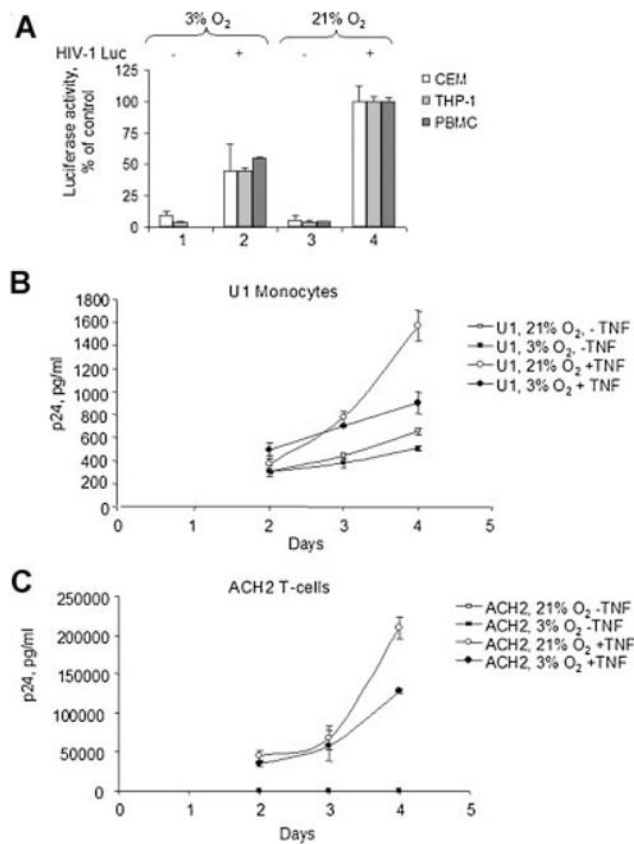 A
3% O₂ 21% O₂
HIV-1 Luc - + - +
Luciferase activity,
% of control
125
100
75
50
25
0
1 2 3 4
CEM
THP-1
PBMC
B
U1 Monocytes
p24, pg/ml
1800
1600
1400
1200
1000
800
600
400
200
0
0 1 2 3 4 5
Days
U1, 21% O₂, - TNF
U1, 3% O₂, -TNF
U1, 21% O₂ +TNF
U1, 3% O₂ + TNF
C
ACH2 T-cells
p24, pg/ml
250000
200000
150000
100000
50000
0
0 1 2 3 4 5
Days
ACH2, 21% O₂ -TNF
ACH2, 3% O₂ -TNF
ACH2, 21% O₂ +TNF
ACH2, 3% O₂ +TNF